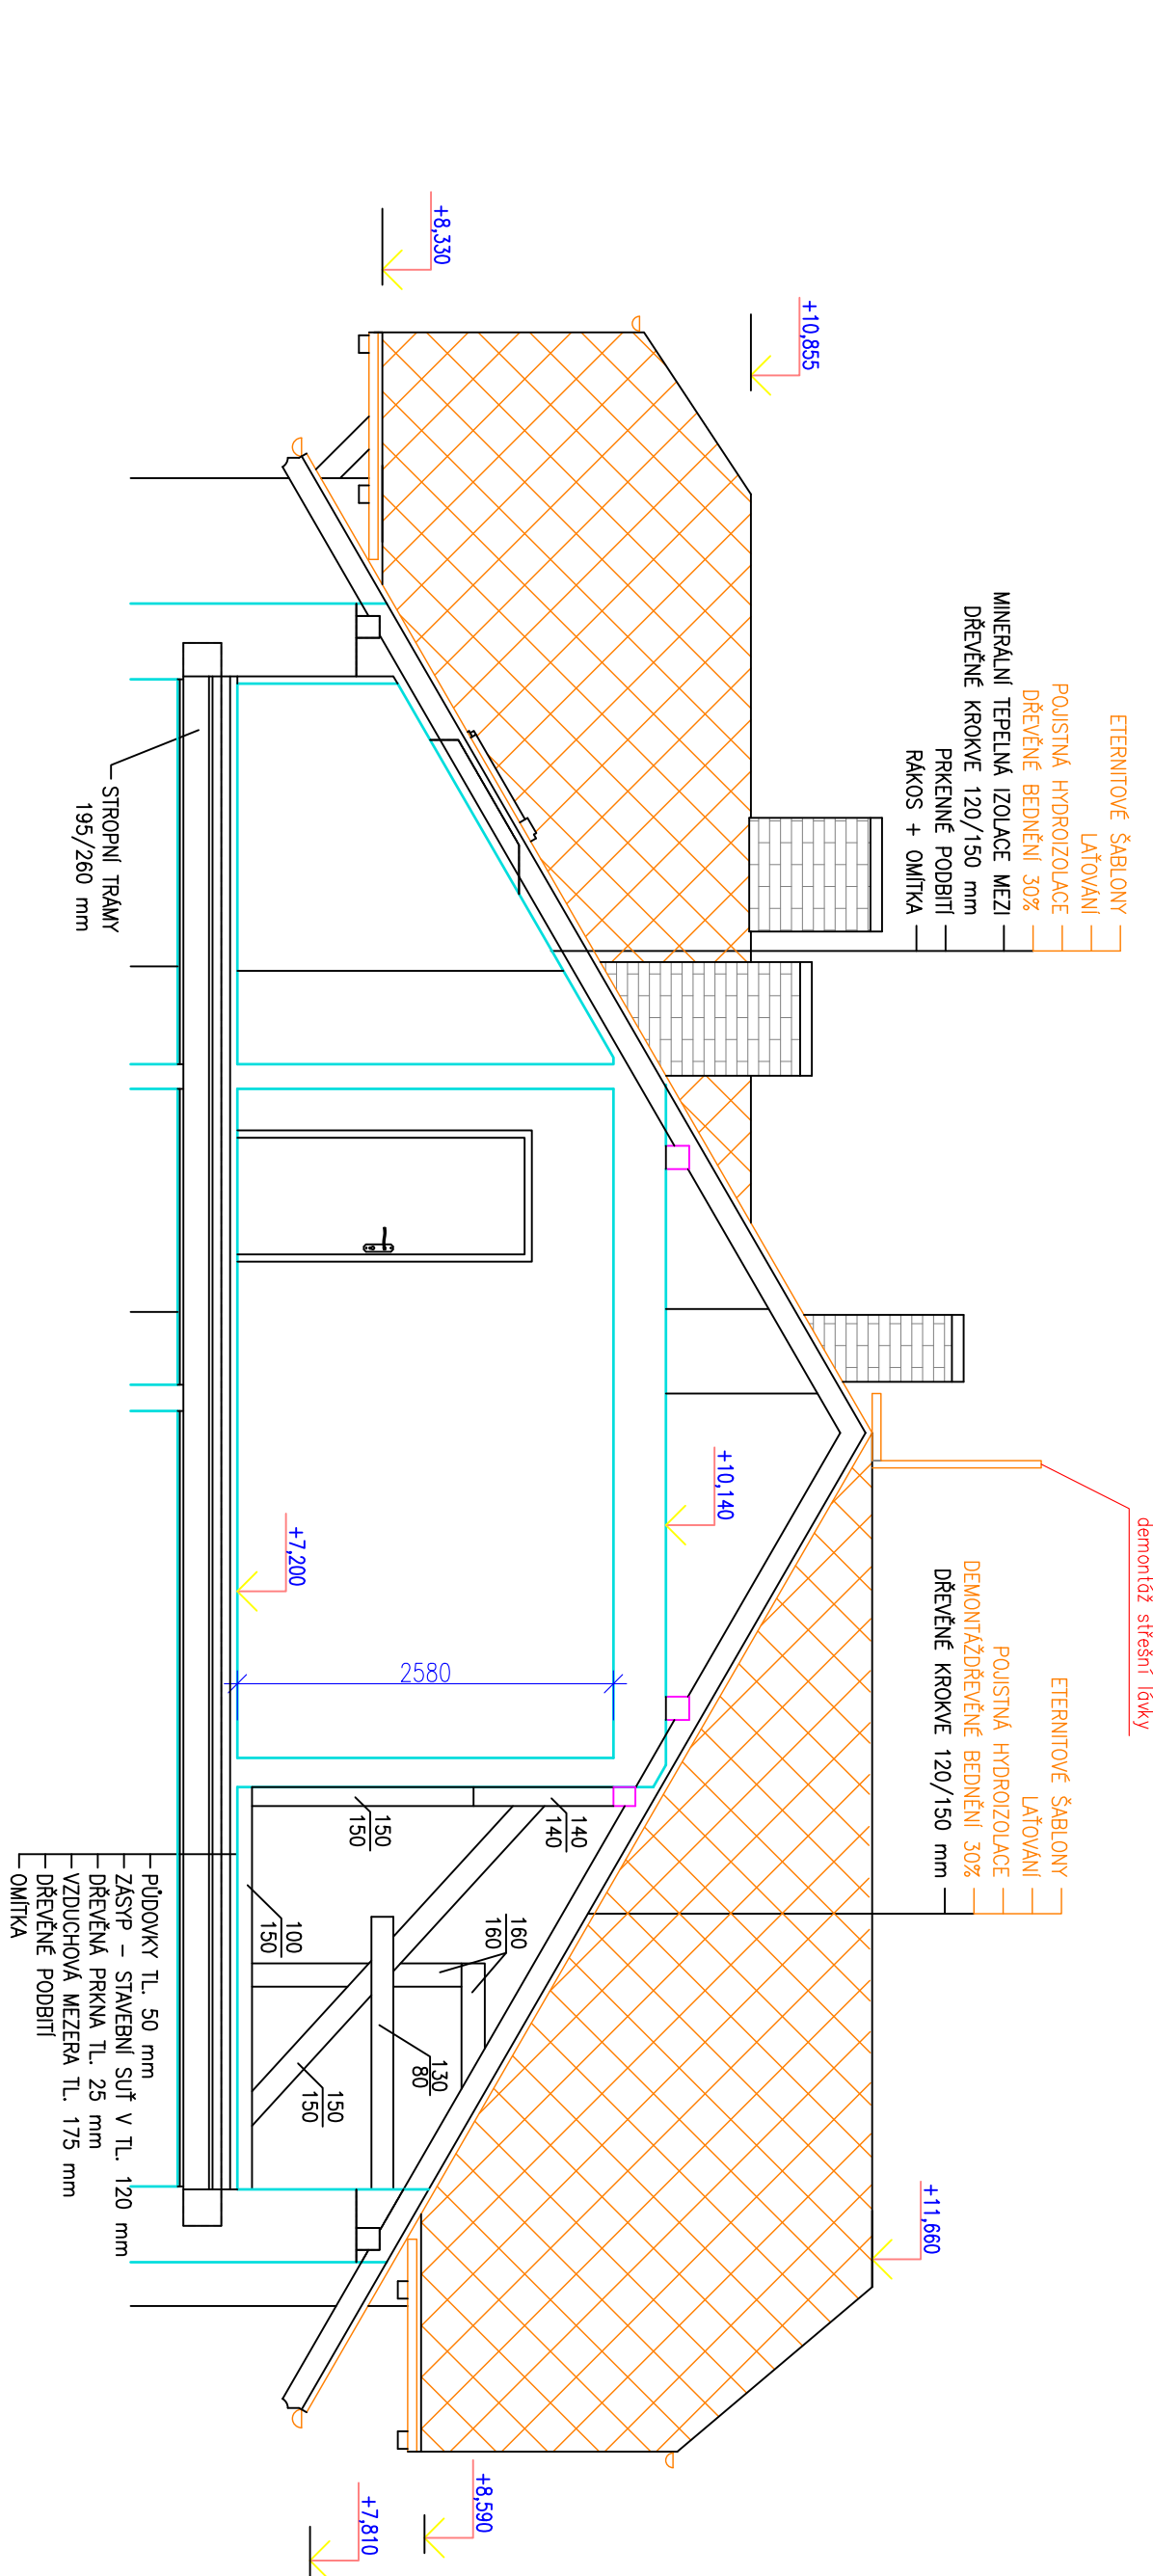 demontáž střešní lávky
ETERNITOVÉ ŠABLONY
LAŤOVÁNÍ
POJISTNÁ HYDROIZOLACE
DŘEVĚNÉ BEDNĚNÍ 30%
MINERÁLNÍ TEPELNÁ IZOLACE MEZI
DŘEVĚNÉ KROKVE 120/150 mm
PRKENNÉ PODBITÍ
RÁKOS + OMÍTKA
ETERNITOVÉ ŠABLONY
LAŤOVÁNÍ
POJISTNÁ HYDROIZOLACE
DEMONTÁŽDŘEVĚNÉ BEDNĚNÍ 30%
DŘEVĚNÉ KROKVE 120/150 mm
+11,660
+10,855
+10,140
+8,330
+8,590
+7,810
+7,200
2580
140
140
150
150
160
160
130
80
150
150
100
150
STROPNÍ TRÁMY
195/260 mm
PŮDOVKY TL. 50 mm
ZÁSYP – STAVEBNÍ SUŤ V TL. 120 mm
DŘEVĚNÁ PRKNA TL. 25 mm
VZDUCHOVÁ MEZERA TL. 175 mm
DŘEVĚNÉ PODBITÍ
OMÍTKA